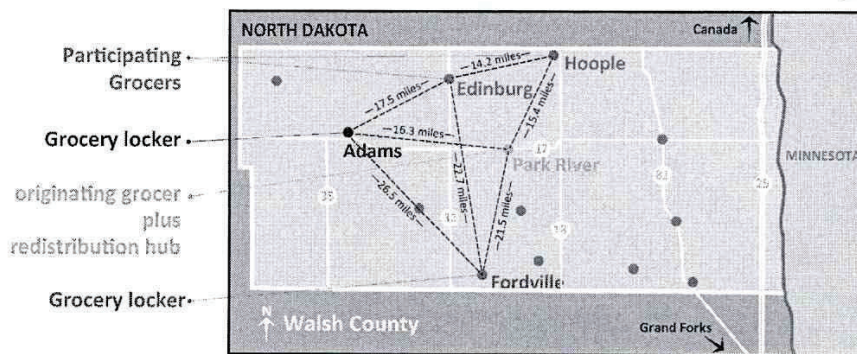 NORTH DAKOTA
Canada
Participating
Grocers
Hoople
—14.2 miles—
Edinburg
—17.5 miles—
—15.4 miles—
Grocery locker
Adams
—16.3 miles—
17
Park River
MINNESOTA
originating grocer
plus
redistribution hub
35
—26.5 miles—
—22.7 miles—
32
—21.5 miles—
18
81
29
Grocery locker
Fordville
N
Walsh County
Grand Forks